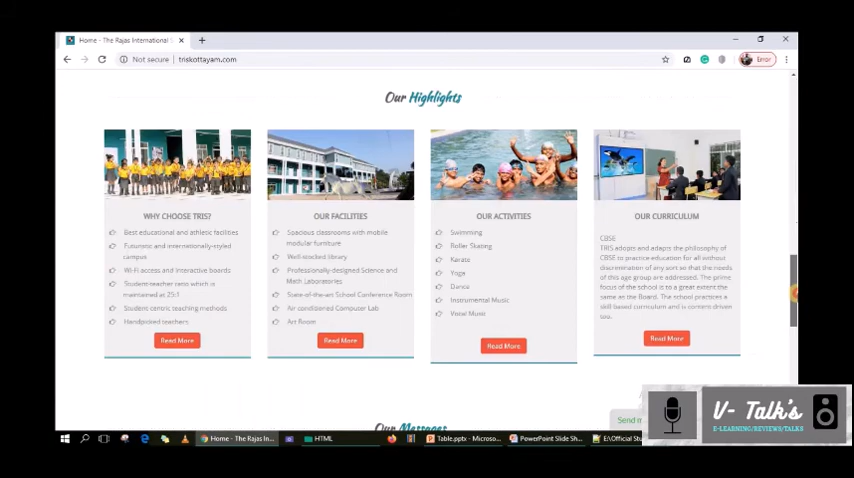 Home - The Rajas International S
Not secure | triskottayam.com
Error
Our Highlights
WHY CHOOSE TRIS?
Best educational and athletic facilities
Futuristic and internationally-styled
campus
Wi-Fi access and interactive boards
Student-teacher ratio which is
maintained at 25:1
Student-centric teaching methods
Handpicked teachers
Read More
OUR FACILITIES
Spacious classrooms with mobile
modular furniture
Well-stocked library
Professionally-designed Science and
Math Laboratories
State-of-the-art School Conference Room
Air conditioned Computer Lab
Art Room
Read More
OUR ACTIVITIES
Swimming
Roller Skating
Karate
Yoga
Dance
Instrumental Music
Vocal Music
Read More
OUR CURRICULUM
CBSE
TRIS adopts and adapts the philosophy of
CBSE to practice education for all without
discrimination of any sort so that the needs
of this age group are addressed. The prime
focus of the school is to a great extent the
same as the Board. The school practices a
skill based curriculum and is content driven
too.
Read More
Our Messages
Send m
V- Talk's
E-LEARNING/REVIEWS/TALKS
Home - The Rajas In...
HTML
Table.pptx - Microso...
PowerPoint Slide Sh...
E:\Official Stu